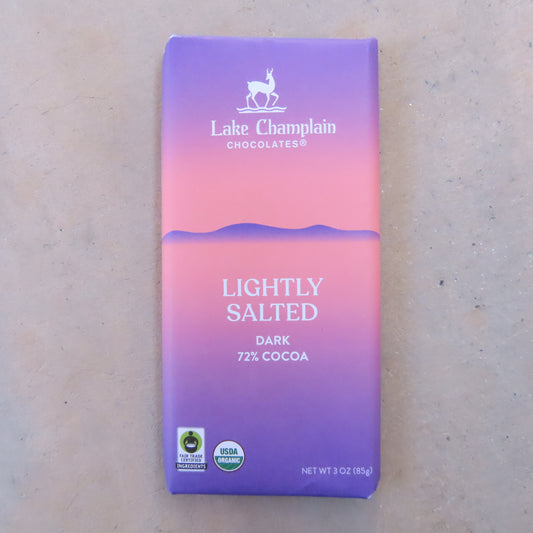 Lake Champlain
CHOCOLATES®
LIGHTLY
SALTED
DARK
72% COCOA
FAIR TRADE
CERTIFIED
INGREDIENTS
USDA
ORGANIC
NET WT 3 OZ (85g)